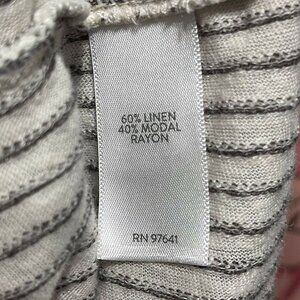 60% LINEN
40% MODAL
RAYON
RN 97641